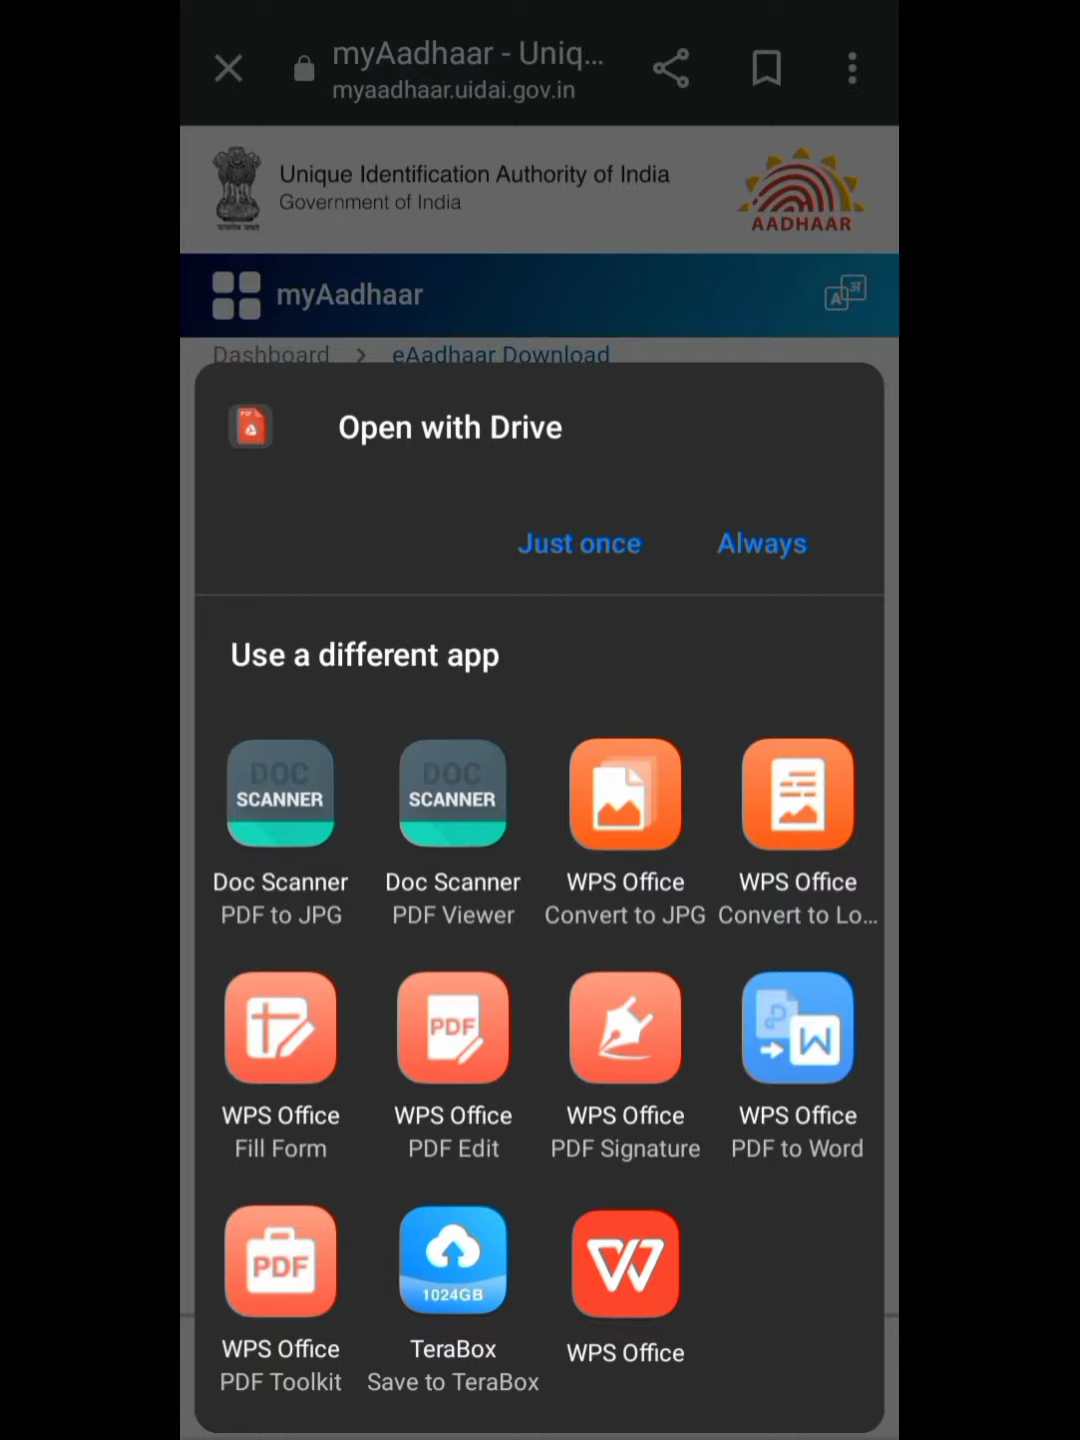 myAadhaar - Uniq...
myaadhaar.uidai.gov.in
Unique Identification Authority of India
Government of India
AADHAAR
myAadhaar
A अ
Dashboard > eAadhaar Download
PDF
Open with Drive
Just once Always
Use a different app
DOC SCANNER
DOC SCANNER
Doc Scanner Doc Scanner WPS Office WPS Office
PDF to JPG PDF Viewer Convert to JPG Convert to Lo...
PDF
P W
WPS Office WPS Office WPS Office WPS Office
Fill Form PDF Edit PDF Signature PDF to Word
PDF
1024GB
W
WPS Office TeraBox WPS Office
PDF Toolkit Save to TeraBox